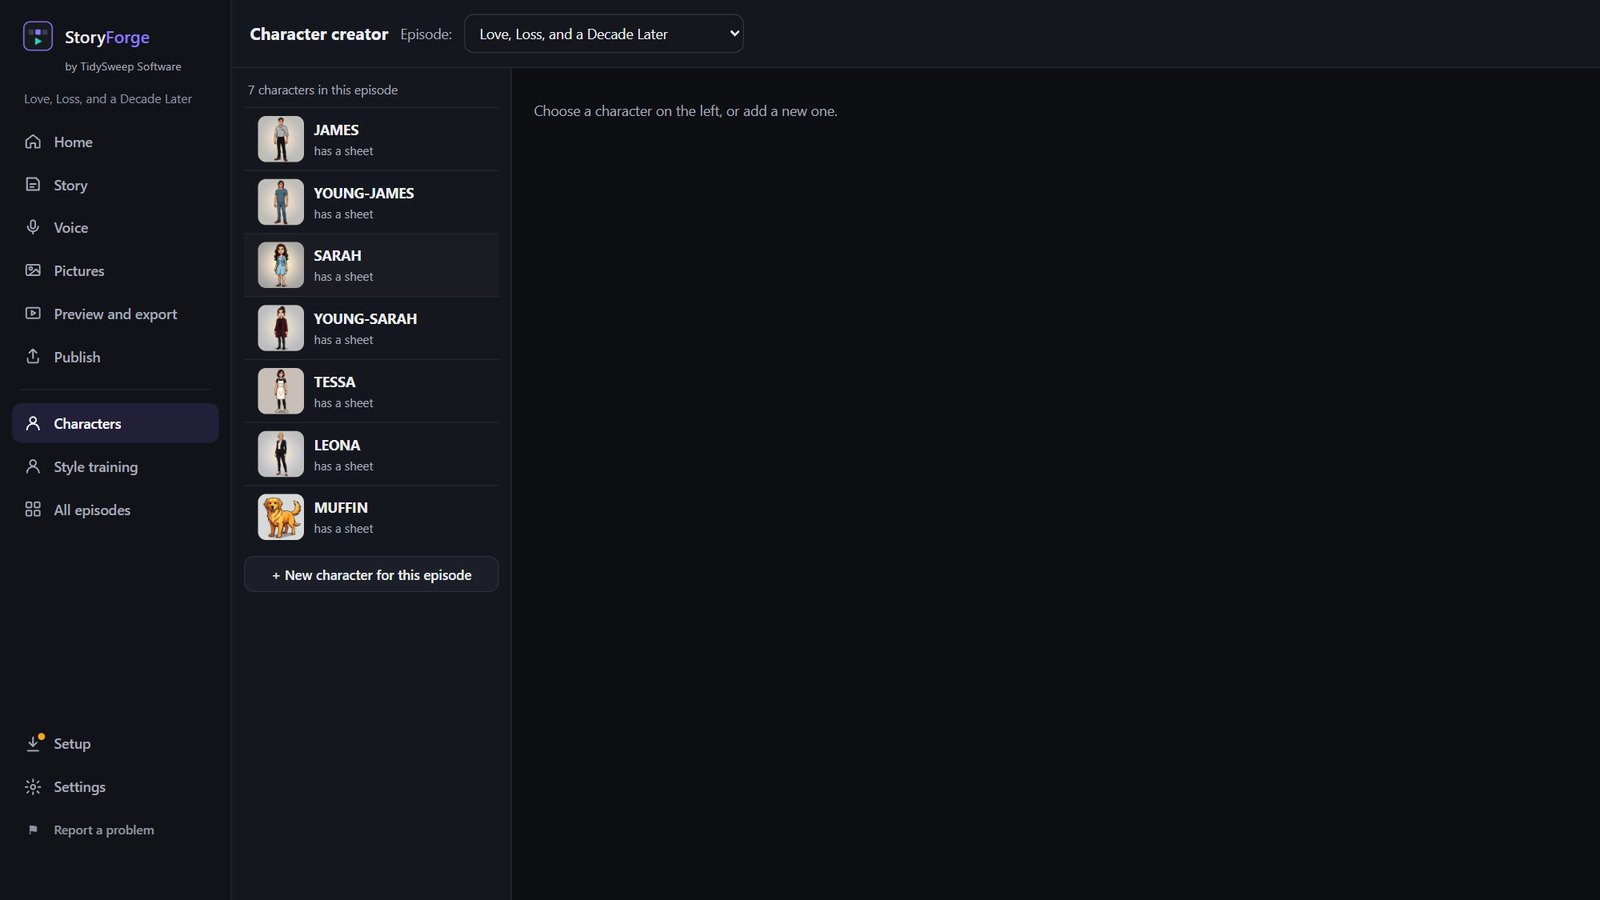 StoryForge
by TidySweep Software
Love, Loss, and a Decade Later
Home
Story
Voice
Pictures
Preview and export
Publish
Characters
Style training
All episodes
Setup
Settings
Report a problem
Character creator Episode: Love, Loss, and a Decade Later
7 characters in this episode
JAMES
has a sheet
YOUNG-JAMES
has a sheet
SARAH
has a sheet
YOUNG-SARAH
has a sheet
TESSA
has a sheet
LEONA
has a sheet
MUFFIN
has a sheet
+ New character for this episode
Choose a character on the left, or add a new one.